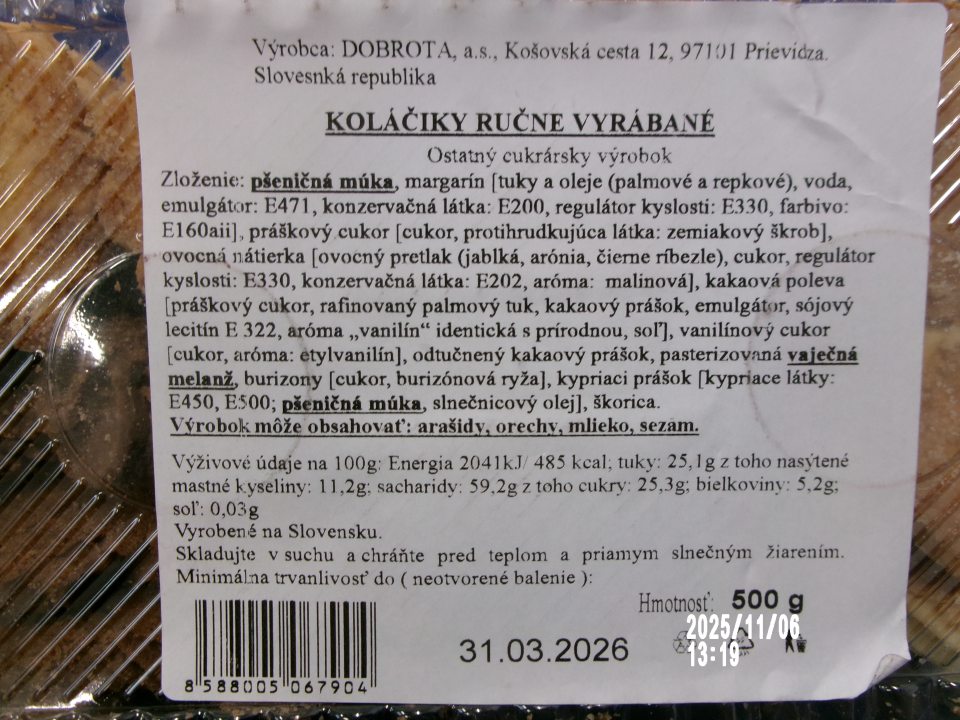 Výrobca: DOBROTA, a.s., Košovská cesta 12, 97101 Prievidza.
Slovesnká republika
KOLÁČIKY RUČNE VYRÁBANÉ
Ostatný cukrársky výrobok
Zloženie: pšeničná múka, margarín [tuky a oleje (palmové a repkové), voda,
emulgátor: E471, konzervačná látka: E200, regulátor kyslosti: E330, farbivo:
E160aii], práškový cukor [cukor, protihrudkujúca látka: zemiakový škrob],
ovocná nátierka [ovocný pretlak (jablká, arónia, čierne ríbezle), cukor, regulátor
kyslosti: E330, konzervačná látka: E202, aróma: malinová], kakaová poleva
[práškový cukor, rafinovaný palmový tuk, kakaový prášok, emulgátor, sójový
lecitín E 322, aróma „vanilín“ identická s prírodnou, soľ], vanilínový cukor
[cukor, aróma: etylvanilín], odtučnený kakaový prášok, pasterizovaná vaječná
melanž, burizony [cukor, burizónová ryža], kypriaci prášok [kypriace látky:
E450, E500; pšeničná múka, slnečnicový olej], škorica.
Výrobok môže obsahovať: arašidy, orechy, mlieko, sezam.
Výživové údaje na 100g: Energia 2041kJ/ 485 kcal; tuky: 25,1g z toho nasýtené
mastné kyseliny: 11,2g; sacharidy: 59,2g z toho cukry: 25,3g; bielkoviny: 5,2g;
soľ: 0,03g
Vyrobené na Slovensku.
Skladujte v suchu a chráňte pred teplom a priamym slnečným žiarením.
Minimálna trvanlivosť do ( neotvorené balenie ):
Hmotnosť: 500 g
31.03.2026
2025/11/06
13:19
8 588005 067904